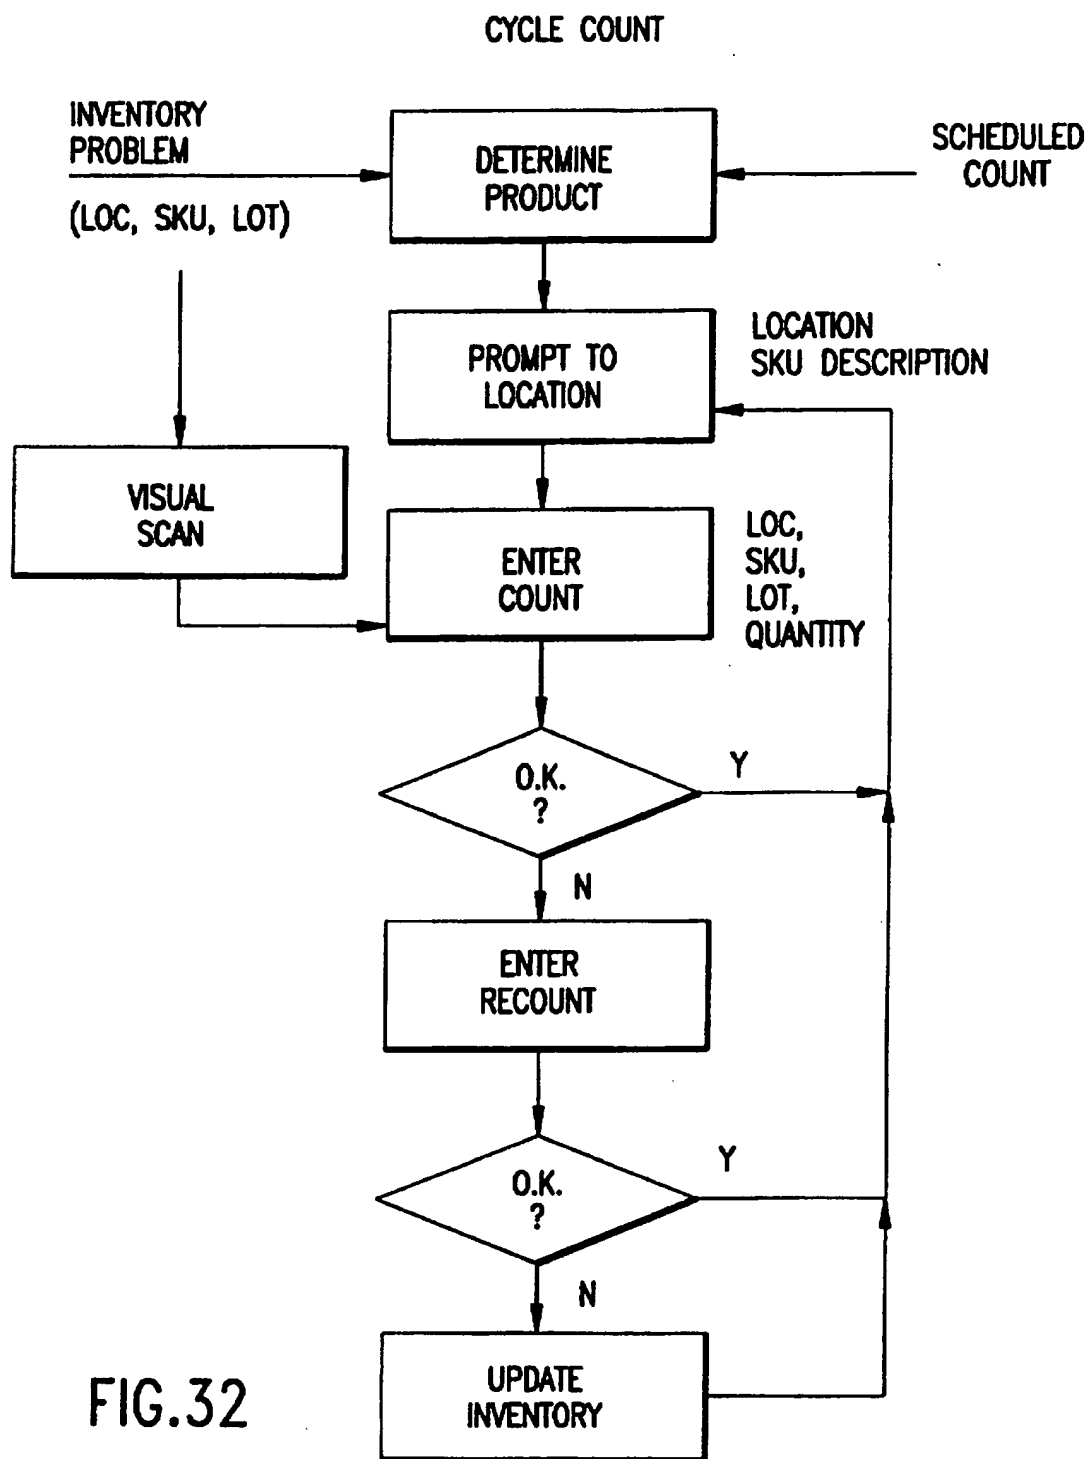 CYCLE COUNT
INVENTORY
PROBLEM
(LOC, SKU, LOT)
DETERMINE
PRODUCT
SCHEDULED
COUNT
PROMPT TO
LOCATION
LOCATION
SKU DESCRIPTION
VISUAL
SCAN
ENTER
COUNT
LOC,
SKU,
LOT,
QUANTITY
O.K.
?
Y
N
ENTER
RECOUNT
O.K.
?
Y
N
UPDATE
INVENTORY
FIG.32